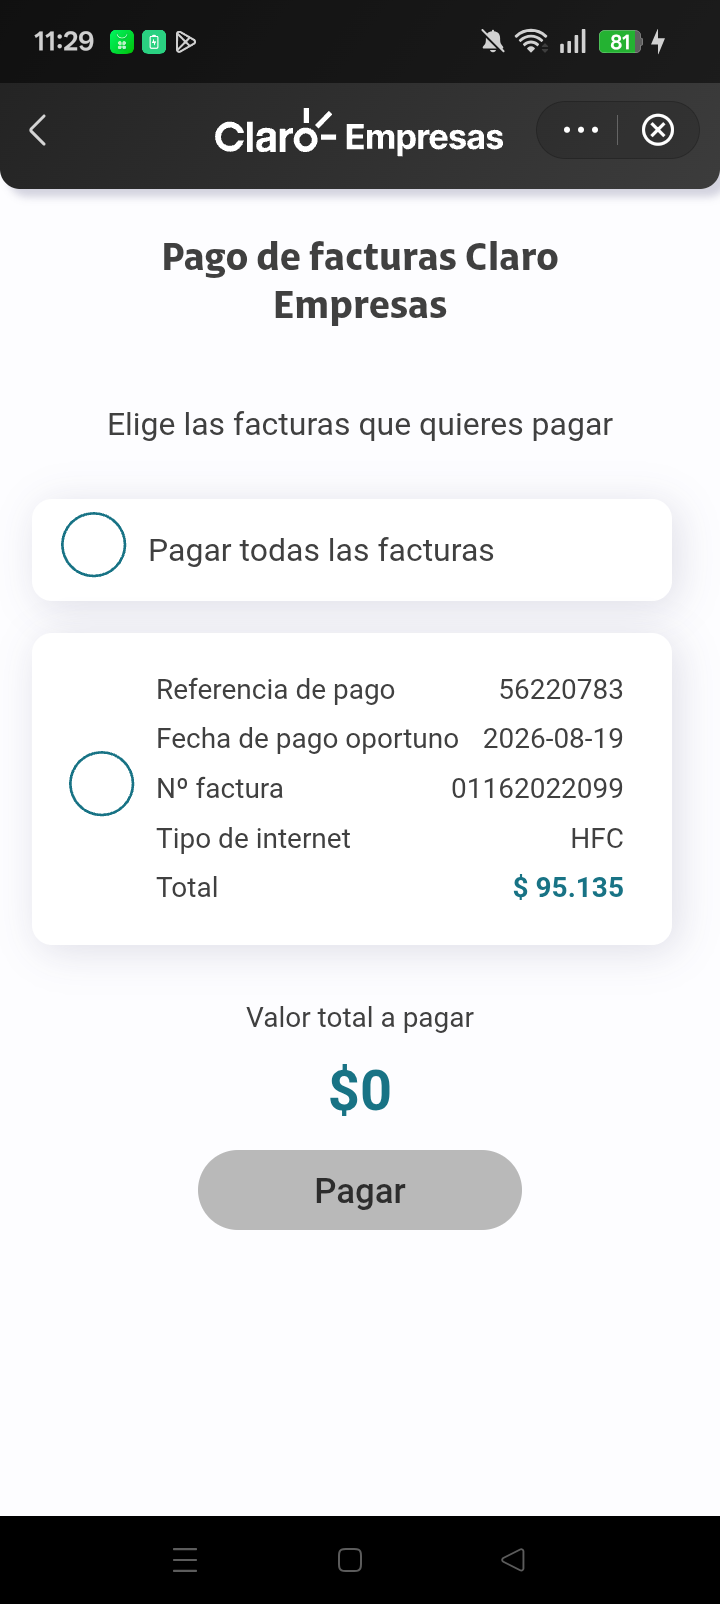 11:29
81
Claro Empresas
Pago de facturas Claro
Empresas
Elige las facturas que quieres pagar
Pagar todas las facturas
Referencia de pago 56220783
Fecha de pago oportuno 2026-08-19
Nº factura 01162022099
Tipo de internet HFC
Total $ 95.135
Valor total a pagar
$0
Pagar